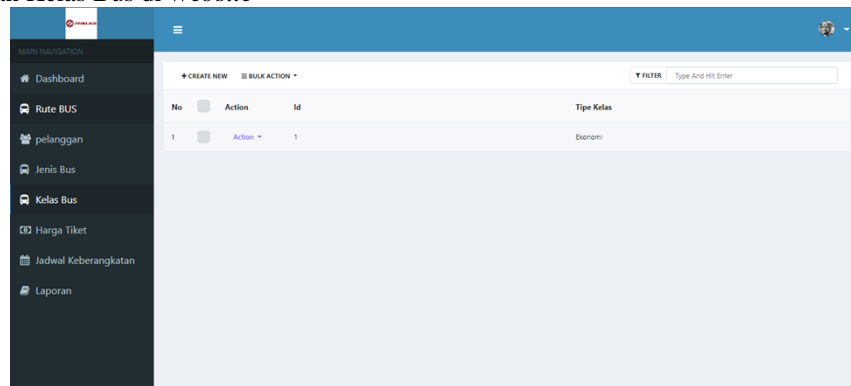 Kelas Bus di Website
MAIN NAVIGATION
Dashboard
Rute BUS
pelanggan
Jenis Bus
Kelas Bus
Harga Tiket
Jadwal Keberangkatan
Laporan
+ CREATE NEW BULK ACTION FILTER Type And Hit Enter
No Action Id Tipe Kelas
1 Action 1 Ekonomi